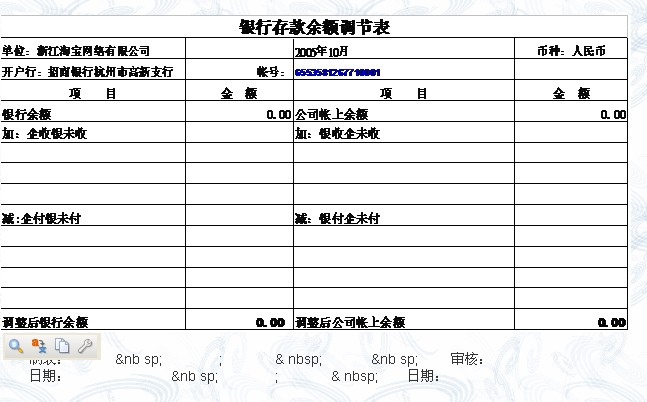 银行存款余额调节表
单位：浙江淘宝网络有限公司 2005年10月 币种：人民币
开户行：招商银行杭州市高新支行 帐号： 6553581267710001
项 目 金 额 项 目 金 额
银行余额 0.00 公司帐上余额 0.00
加：企收银未收 加：银收企未收
减:企付银未付 减：银付企未付
调整后银行余额 0.00 调整后公司帐上余额 0.00
制表： &nb sp; ; & nbsp; &nb sp; 审核：
日期： &nb sp; ; & nbsp; 日期：